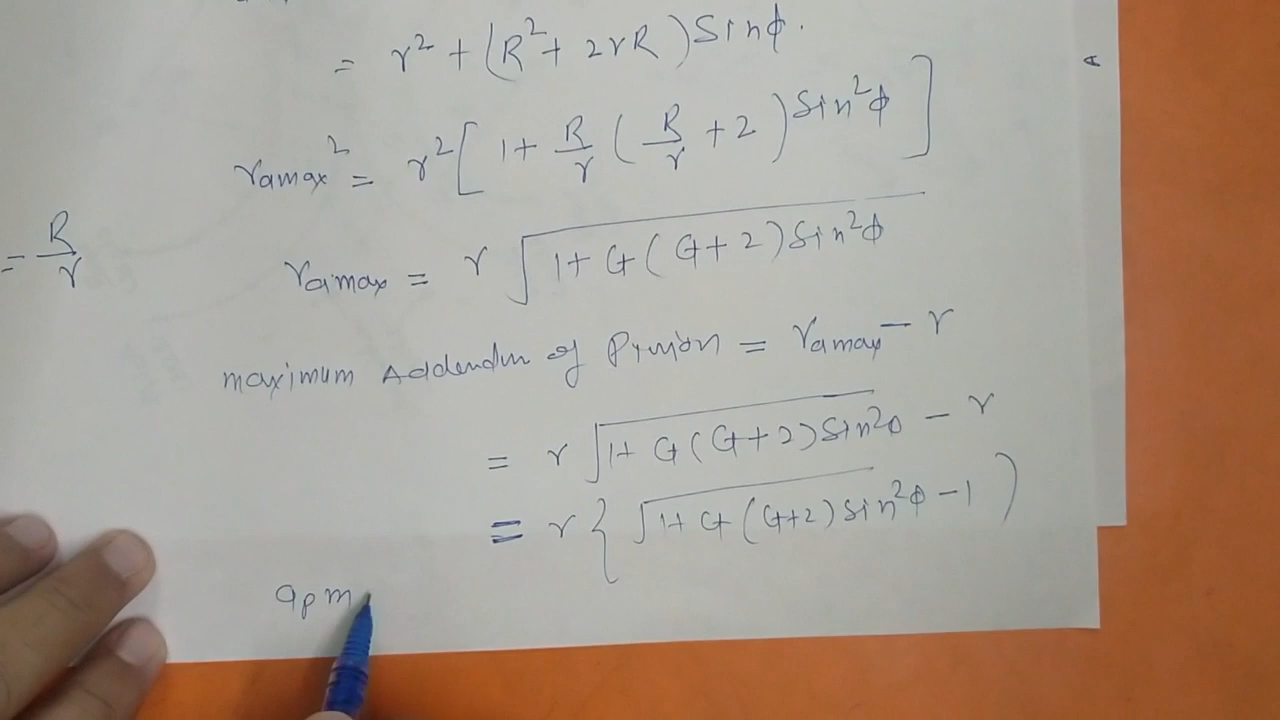 = r² + (R² + 2rR) Sinϕ.
ramax² = r² [ 1 + R/r ( R/r + 2 ) Sin²ϕ ]
= R/r
ramax = r √(1 + G (G + 2) Sin²ϕ)
maximum Addendum of Pinion = ramax - r
= r √(1 + G (G + 2) Sin²ϕ) - r
= r { √(1 + G (G+2) Sin²ϕ - 1 )
apm